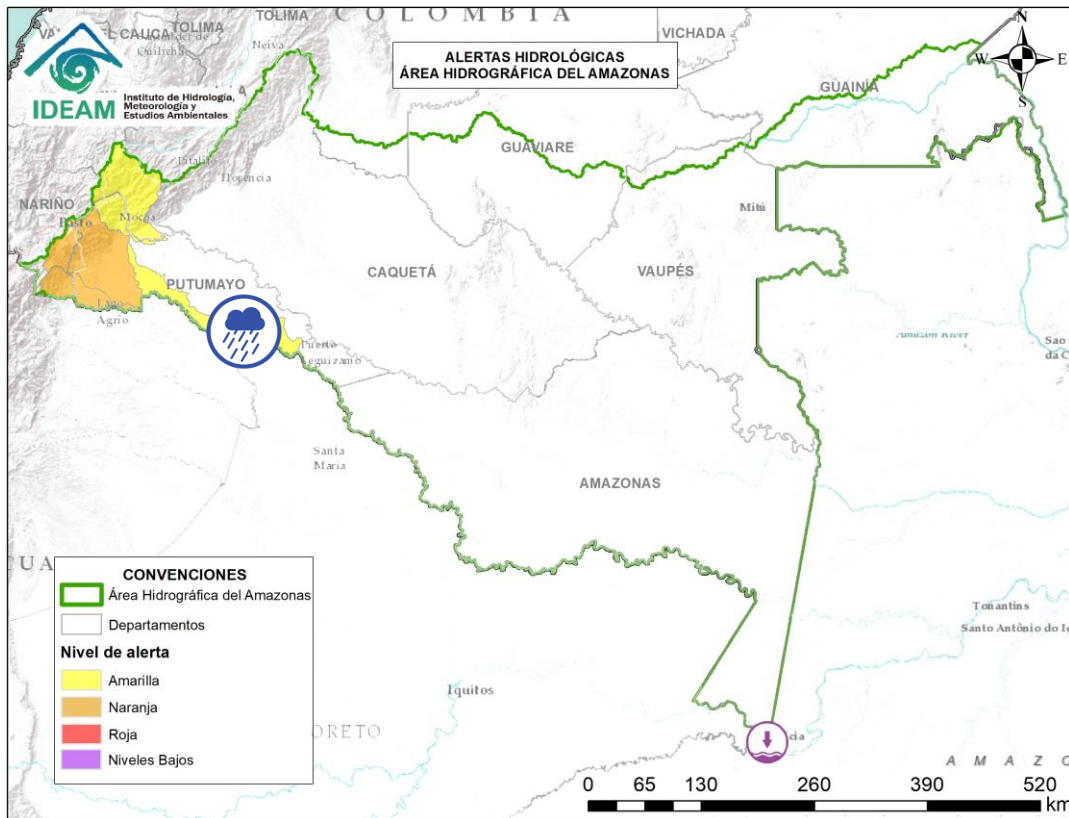 COLOMBIA
TOLIMA
VICHADA
TOLIMA
Neiva
IDEAM
Instituto de Hidrología,
Meteorología y
Estudios Ambientales
ALERTAS HIDROLÓGICAS
ÁREA HIDROGRÁFICA DEL AMAZONAS
N
W
E
S
GUAINÍA
GUAVIARE
Florencia
NARIÑO
Mocoa
Pasto
Mitú
CAQUETÁ
VAUPÉS
PUTUMAYO
Lago
Agrio
Puerto
Amazon River
Santa
Maria
AMAZONAS
CONVENCIONES
Área Hidrográfica del Amazonas
Departamentos
Nivel de alerta
Amarilla
Naranja
Roja
Niveles Bajos
Tonantins
Santo Antônio do
Iquitos
AMAZO
0 65 130 260 390 520
km